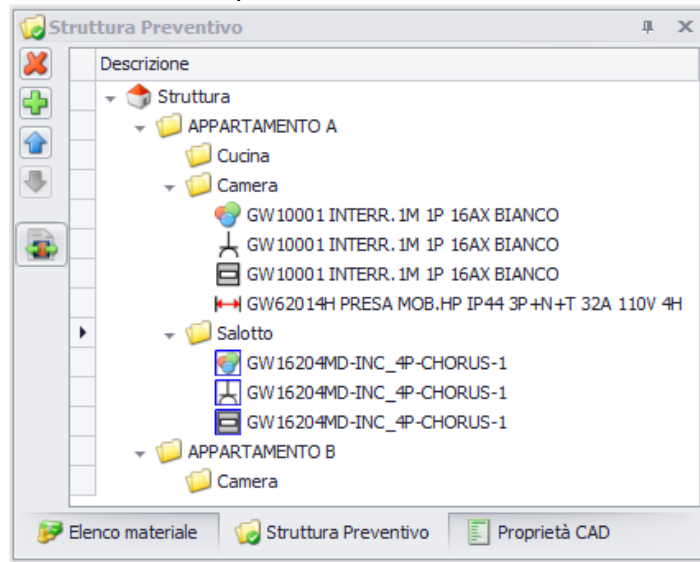 Struttura Preventivo
Descrizione
Struttura
APPARTAMENTO A
Cucina
Camera
GW10001 INTERR. 1M 1P 16AX BIANCO
GW10001 INTERR. 1M 1P 16AX BIANCO
GW10001 INTERR. 1M 1P 16AX BIANCO
GW62014H PRESA MOB.HP IP44 3P+N+T 32A 110V 4H
Salotto
GW16204MD-INC_4P-CHORUS-1
GW16204MD-INC_4P-CHORUS-1
GW16204MD-INC_4P-CHORUS-1
APPARTAMENTO B
Camera
Elenco materiale Struttura Preventivo Proprietà CAD